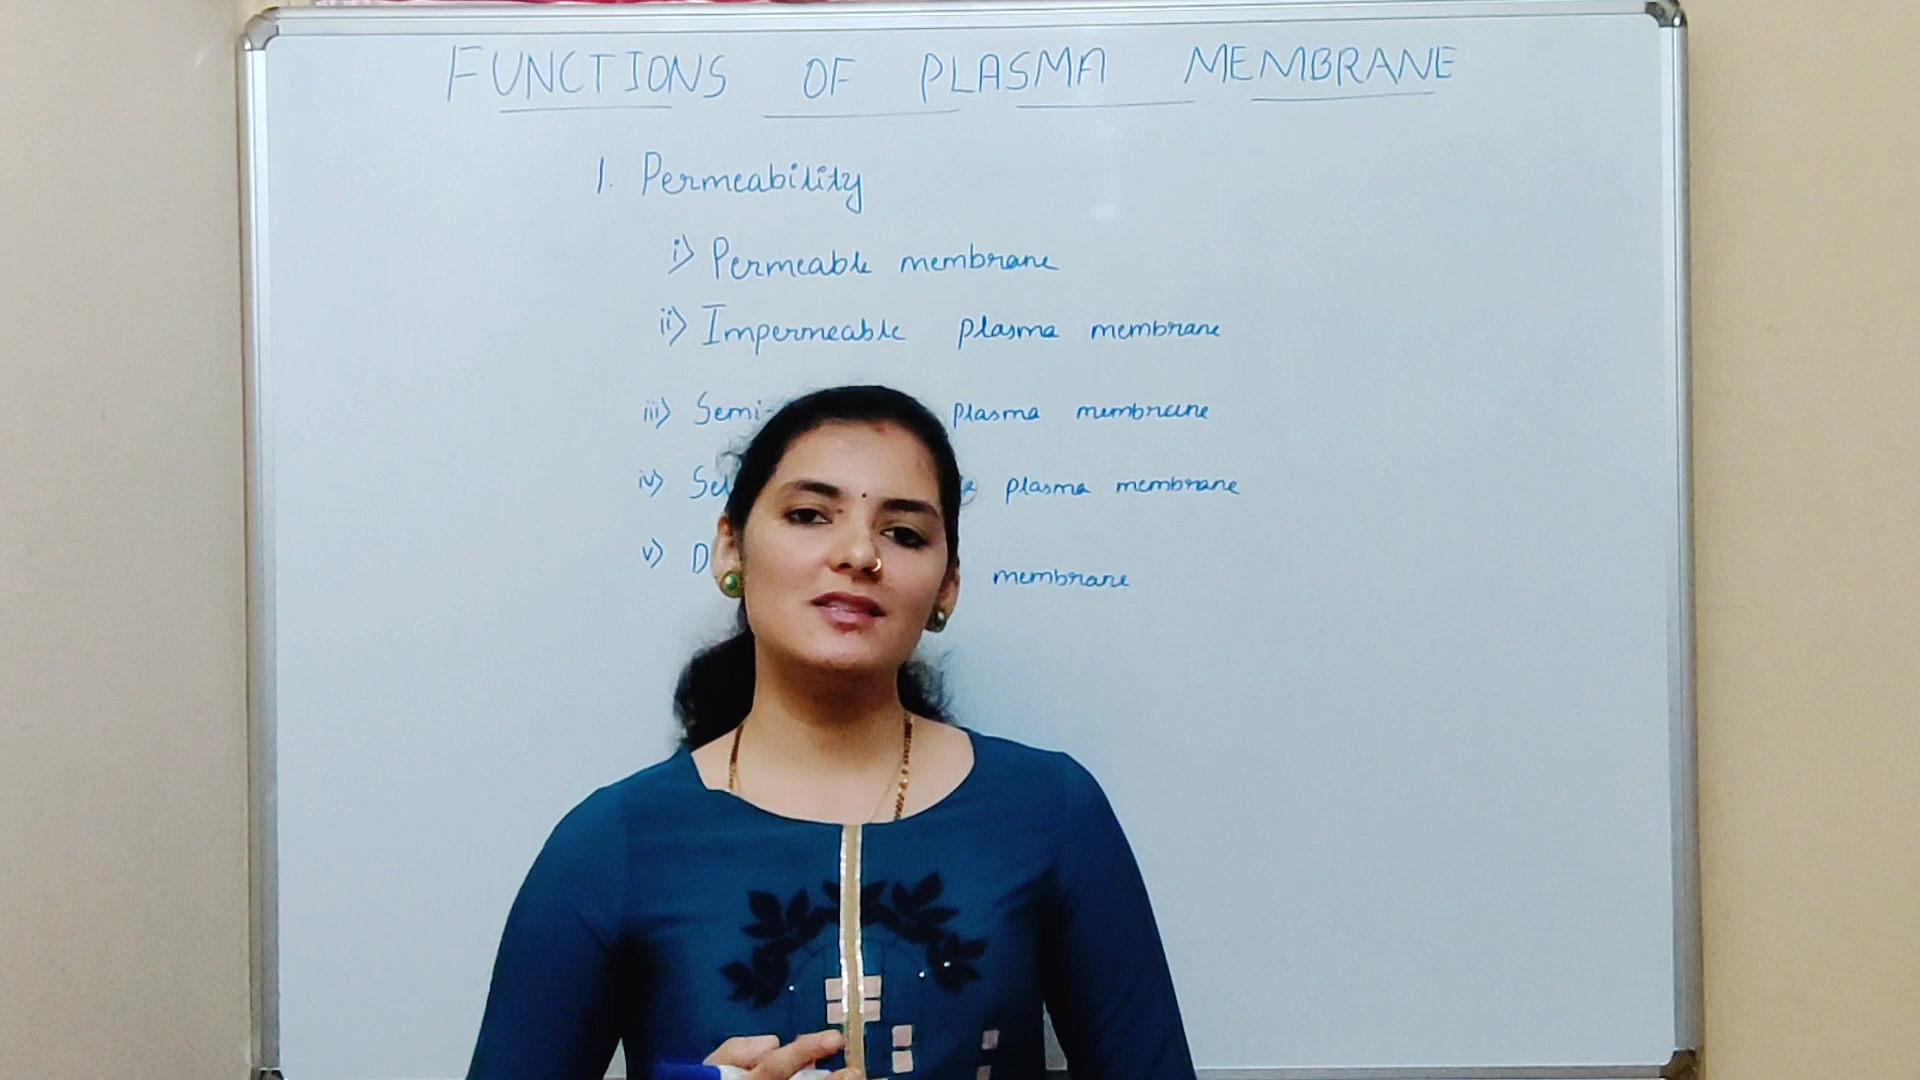 FUNCTIONS OF PLASMA MEMBRANE
1. Permeability
i) Permeable membrane
ii) Impermeable plasma membrane
iii) Semi- plasma membrane
iv) plasma membrane
v) membrane